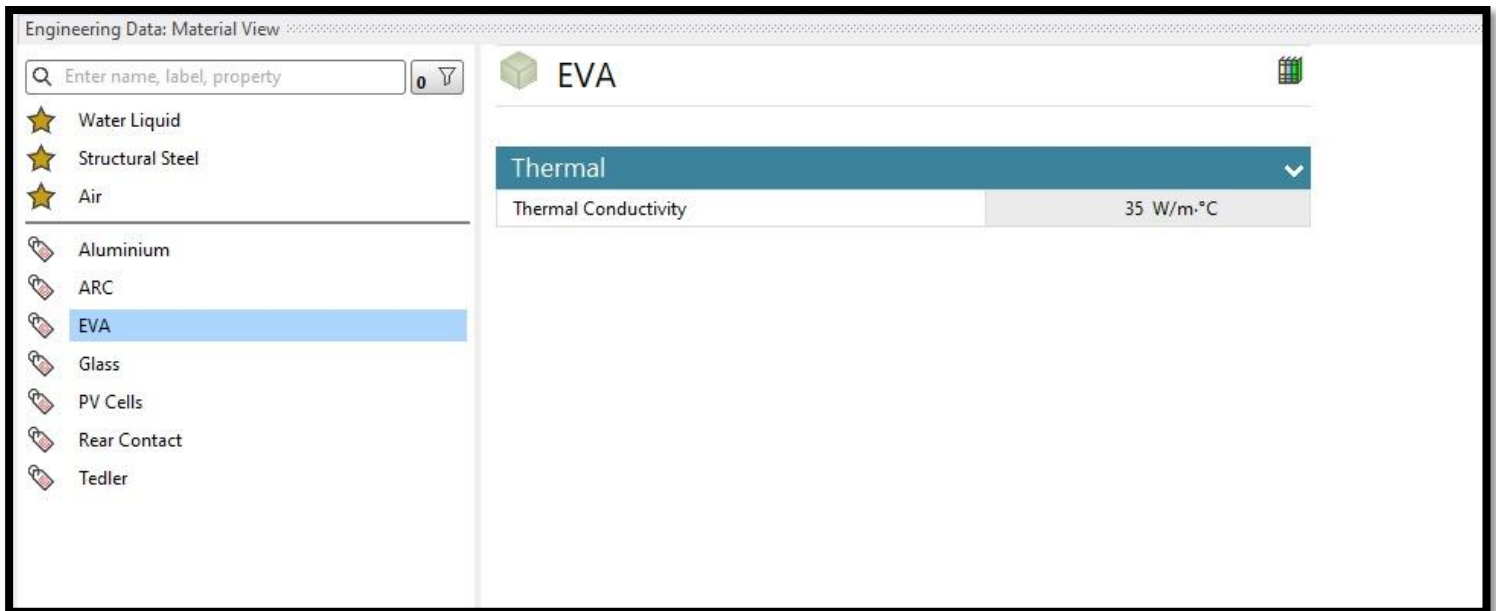 Engineering Data: Material View
Enter name, label, property
0
Water Liquid
Structural Steel
Air
Aluminium
ARC
EVA
Glass
PV Cells
Rear Contact
Tedler
EVA
Thermal
Thermal Conductivity 35 W/m·°C